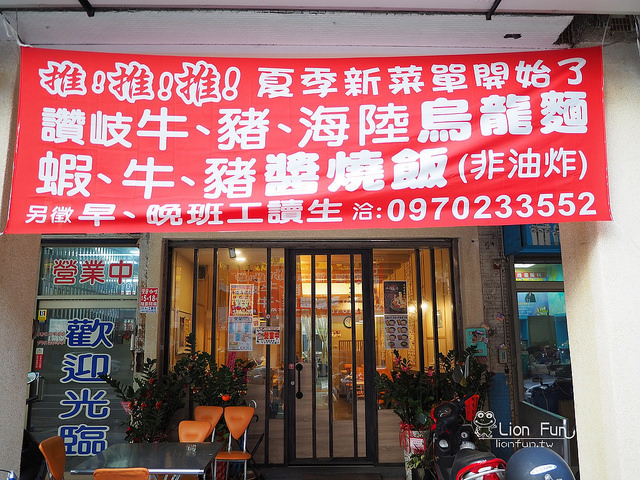 推!推!推! 夏季新菜單開始了
讚岐牛、豬、海陸烏龍麵
蝦、牛、豬醬燒飯(非油炸)
另徵早、晚班工讀生 洽:0970233552
營業中
歡迎光臨
Lion Fun
lionfun.tw